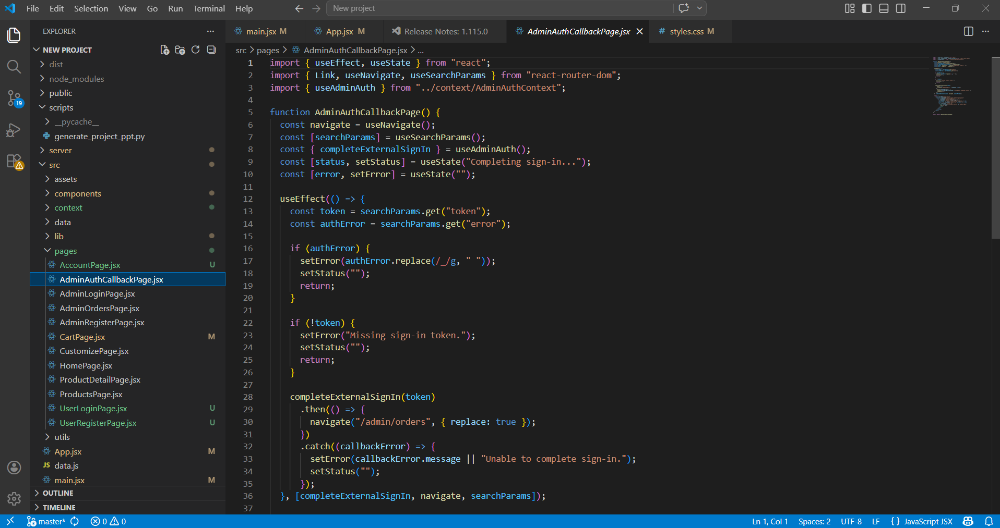 File Edit Selection View Go Run Terminal Help
New project
EXPLORER
NEW PROJECT
dist
node_modules
public
scripts
__pycache__
generate_project_ppt.py
server
src
assets
components
context
data
lib
pages
AccountPage.jsx U
AdminAuthCallbackPage.jsx
AdminLoginPage.jsx
AdminOrdersPage.jsx
AdminRegisterPage.jsx
CartPage.jsx M
CustomizePage.jsx
HomePage.jsx
ProductDetailPage.jsx
ProductsPage.jsx
UserLoginPage.jsx U
UserRegisterPage.jsx U
utils
App.jsx M
JS data.js
main.jsx M
OUTLINE
TIMELINE
19
main.jsx M App.jsx M Release Notes: 1.115.0 AdminAuthCallbackPage.jsx # styles.css M
src > pages > AdminAuthCallbackPage.jsx > ...
1 import { useEffect, useState } from "react";
2 import { Link, useNavigate, useSearchParams } from "react-router-dom";
3 import { useAdminAuth } from "../context/AdminAuthContext";
4
5 function AdminAuthCallbackPage() {
6 const navigate = useNavigate();
7 const [searchParams] = useSearchParams();
8 const { completeExternalSignIn } = useAdminAuth();
9 const [status, setStatus] = useState("Completing sign-in...");
10 const [error, setError] = useState("");
11
12 useEffect(() => {
13 const token = searchParams.get("token");
14 const authError = searchParams.get("error");
15
16 if (authError) {
17 setError(authError.replace(/_/g, " "));
18 setStatus("");
19 return;
20 }
21
22 if (!token) {
23 setError("Missing sign-in token.");
24 setStatus("");
25 return;
26 }
27
28 completeExternalSignIn(token)
29 .then(() => {
30 navigate("/admin/orders", { replace: true });
31 })
32 .catch((callbackError) => {
33 setError(callbackError.message || "Unable to complete sign-in.");
34 setStatus("");
35 });
36 }, [completeExternalSignIn, navigate, searchParams]);
37
master* 0 0 Ln 1, Col 1 Spaces: 2 UTF-8 LF {} JavaScript JSX